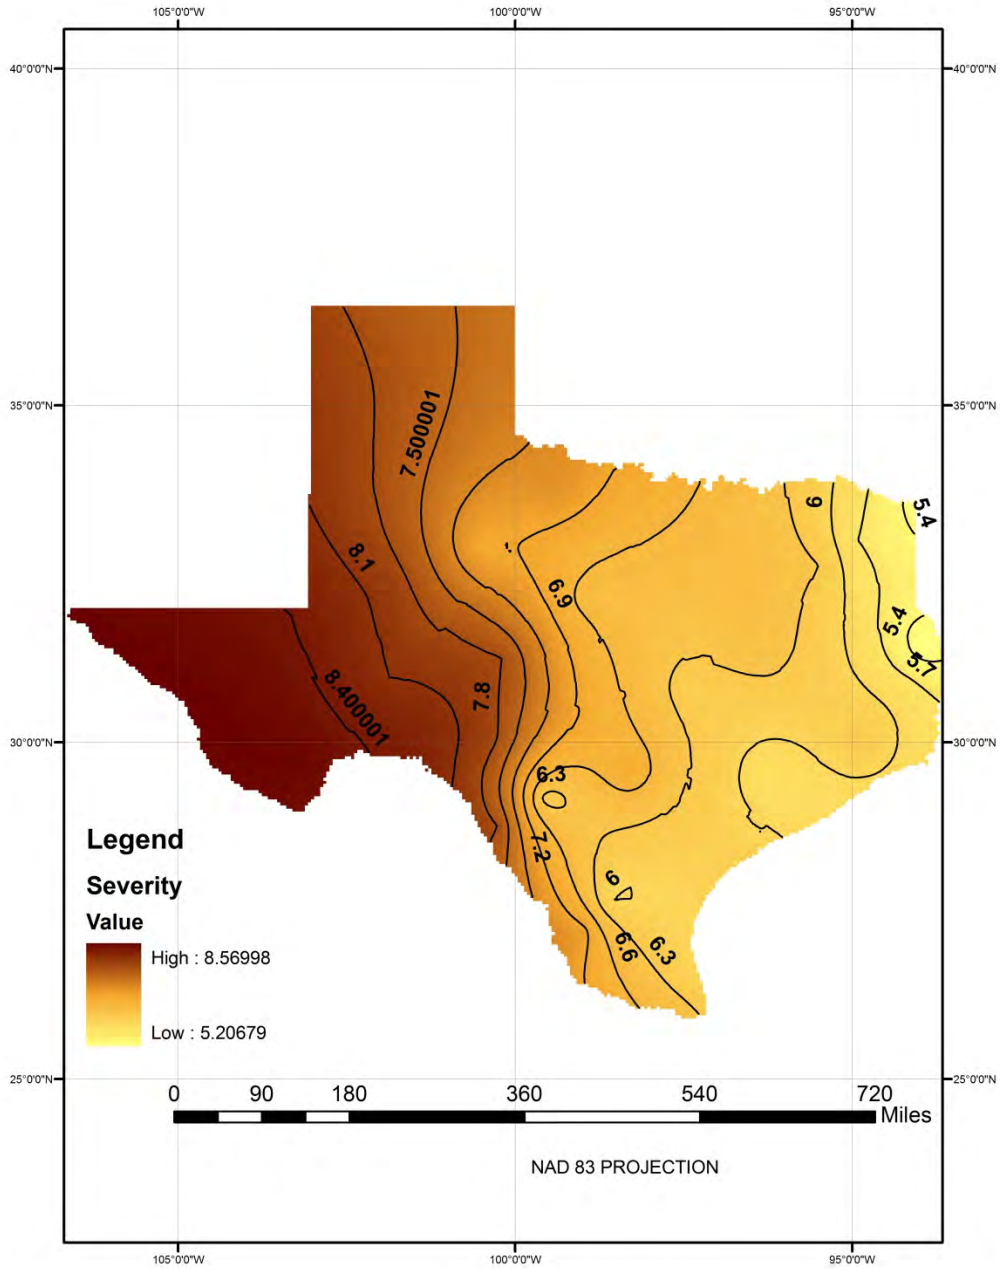 105°0'0"W 100°0'0"W 95°0'0"W
40°0'0"N 40°0'0"N
35°0'0"N 35°0'0"N
7.500001
6
5.4
8.1
6.9
5.4
5.7
7.8
8.400001
30°0'0"N 30°0'0"N
6.3
7.2
6
6.6
6.3
Legend
Severity
Value
High : 8.56998
Low : 5.20679
25°0'0"N 25°0'0"N
0 90 180 360 540 720
Miles
NAD 83 PROJECTION
105°0'0"W 100°0'0"W 95°0'0"W